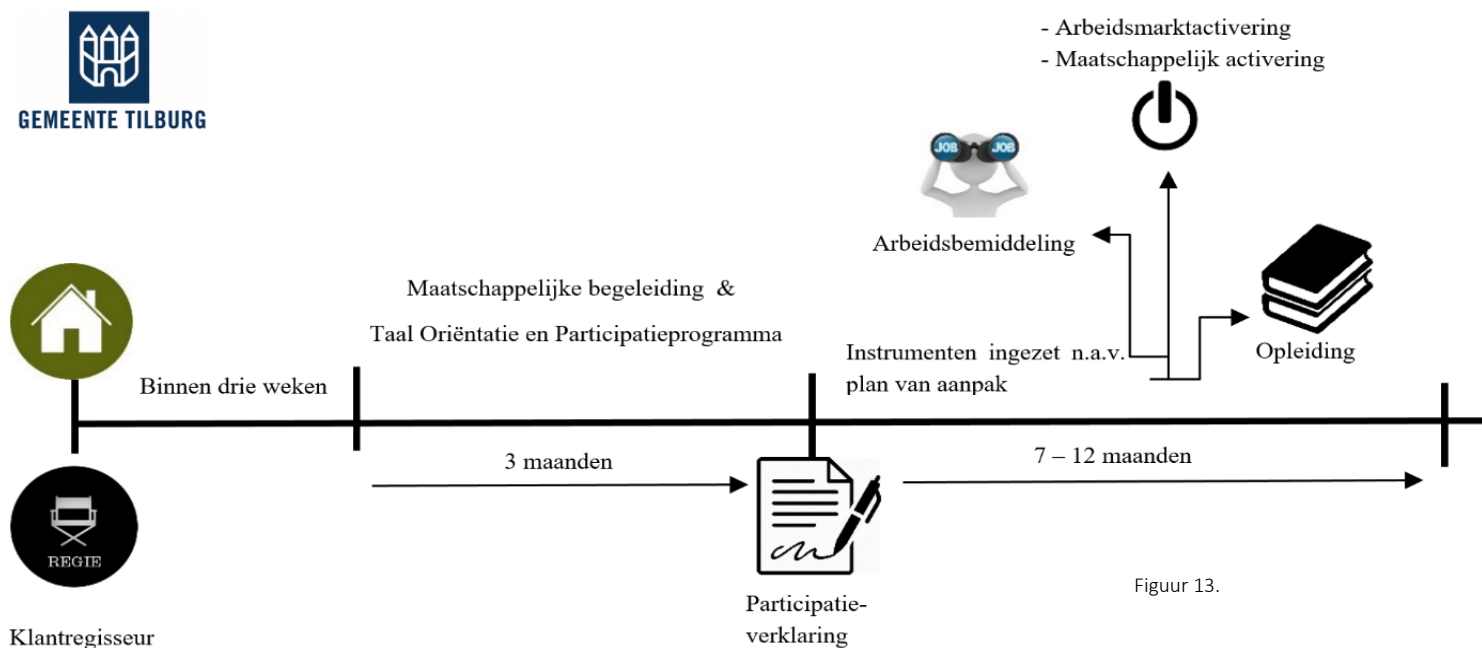 GEMEENTE TILBURG
- Arbeidsmarktactivering
- Maatschappelijk activering
JOB JOB
Arbeidsbemiddeling
Maatschappelijke begeleiding &
Taal Oriëntatie en Participatieprogramma
Instrumenten ingezet n.a.v.
plan van aanpak
Opleiding
Binnen drie weken
3 maanden
7 – 12 maanden
REGIE
Klantregisseur
Participatie-
verklaring
Figuur 13.